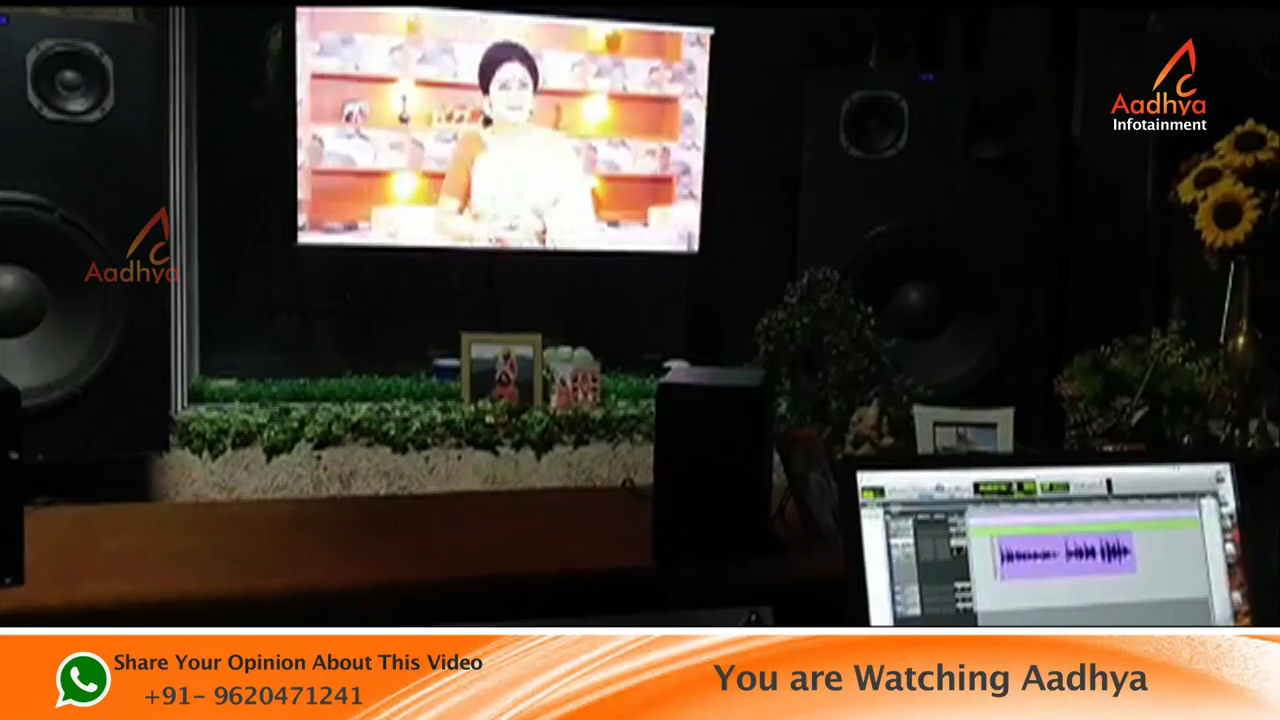 Aadhya
Infotainment
Aadhya
Share Your Opinion About This Video
+91- 9620471241
You are Watching Aadhya